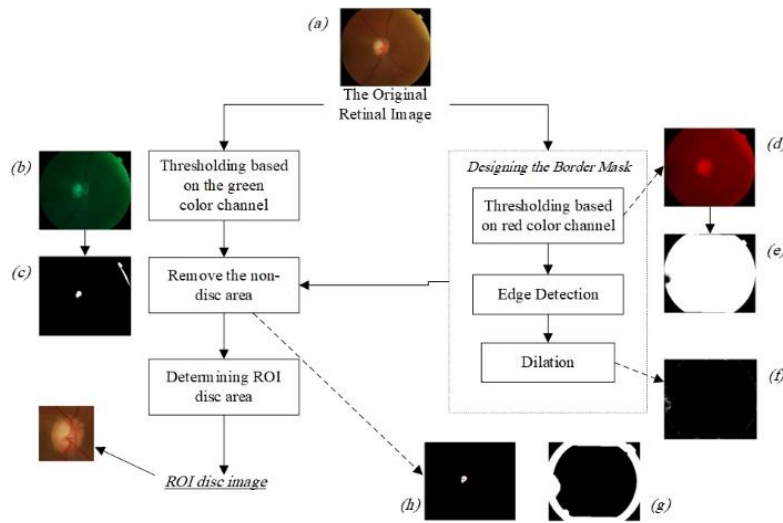 (a)
The Original
Retinal Image
(b)
Thresholding based
on the green
color channel
Designing the Border Mask
(d)
Thresholding based
on red color channel
(c)
Remove the non-
disc area
(e)
Edge Detection
Dilation
Determining ROI
disc area
(f)
ROI disc image
(h)
(g)